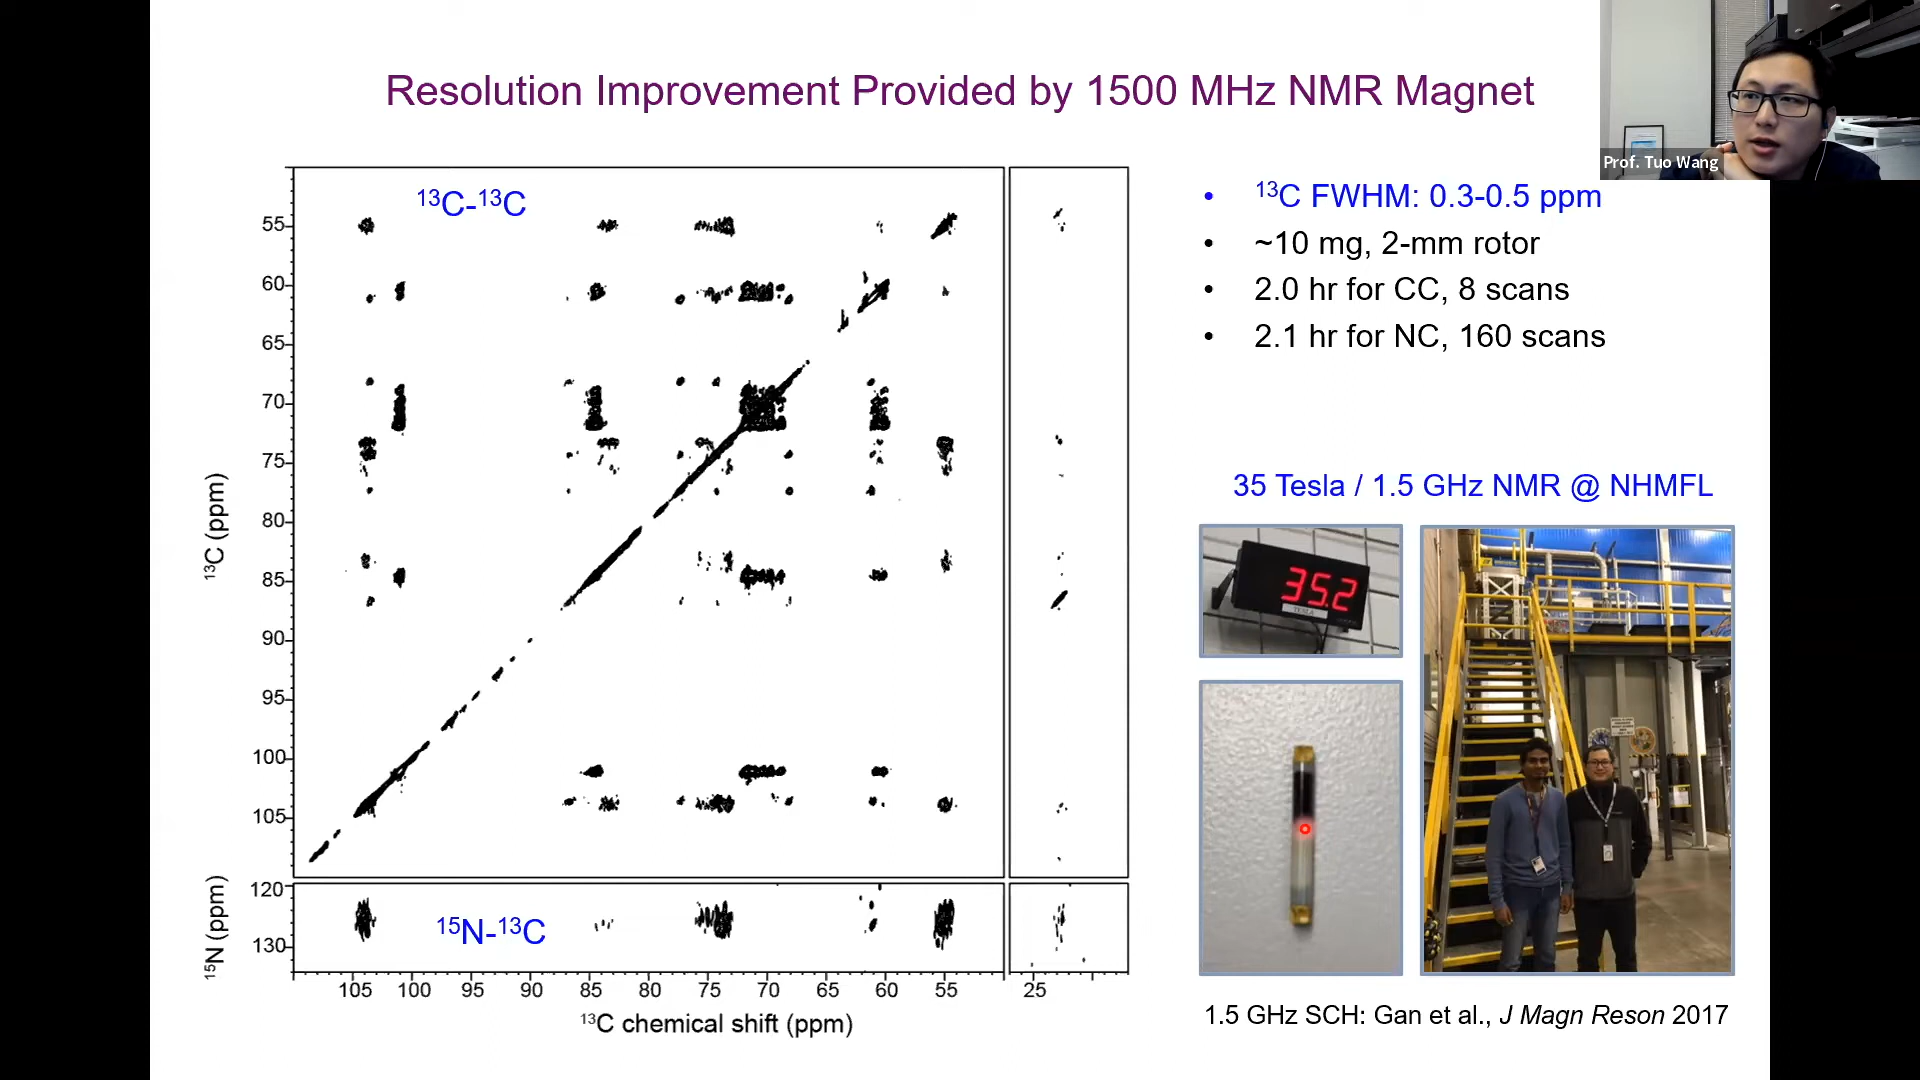 Resolution Improvement Provided by 1500 MHz NMR Magnet
Prof. Tuo Wang
¹³C-¹³C
55
60
65
70
75
80
85
90
95
100
105
¹³C (ppm)
120
130
¹⁵N (ppm)
¹⁵N-¹³C
105 100 95 90 85 80 75 70 65 60 55 25
¹³C chemical shift (ppm)
• ¹³C FWHM: 0.3-0.5 ppm
• ~10 mg, 2-mm rotor
• 2.0 hr for CC, 8 scans
• 2.1 hr for NC, 160 scans
35 Tesla / 1.5 GHz NMR @ NHMFL
35.2
TESLA
1.5 GHz SCH: Gan et al., J Magn Reson 2017